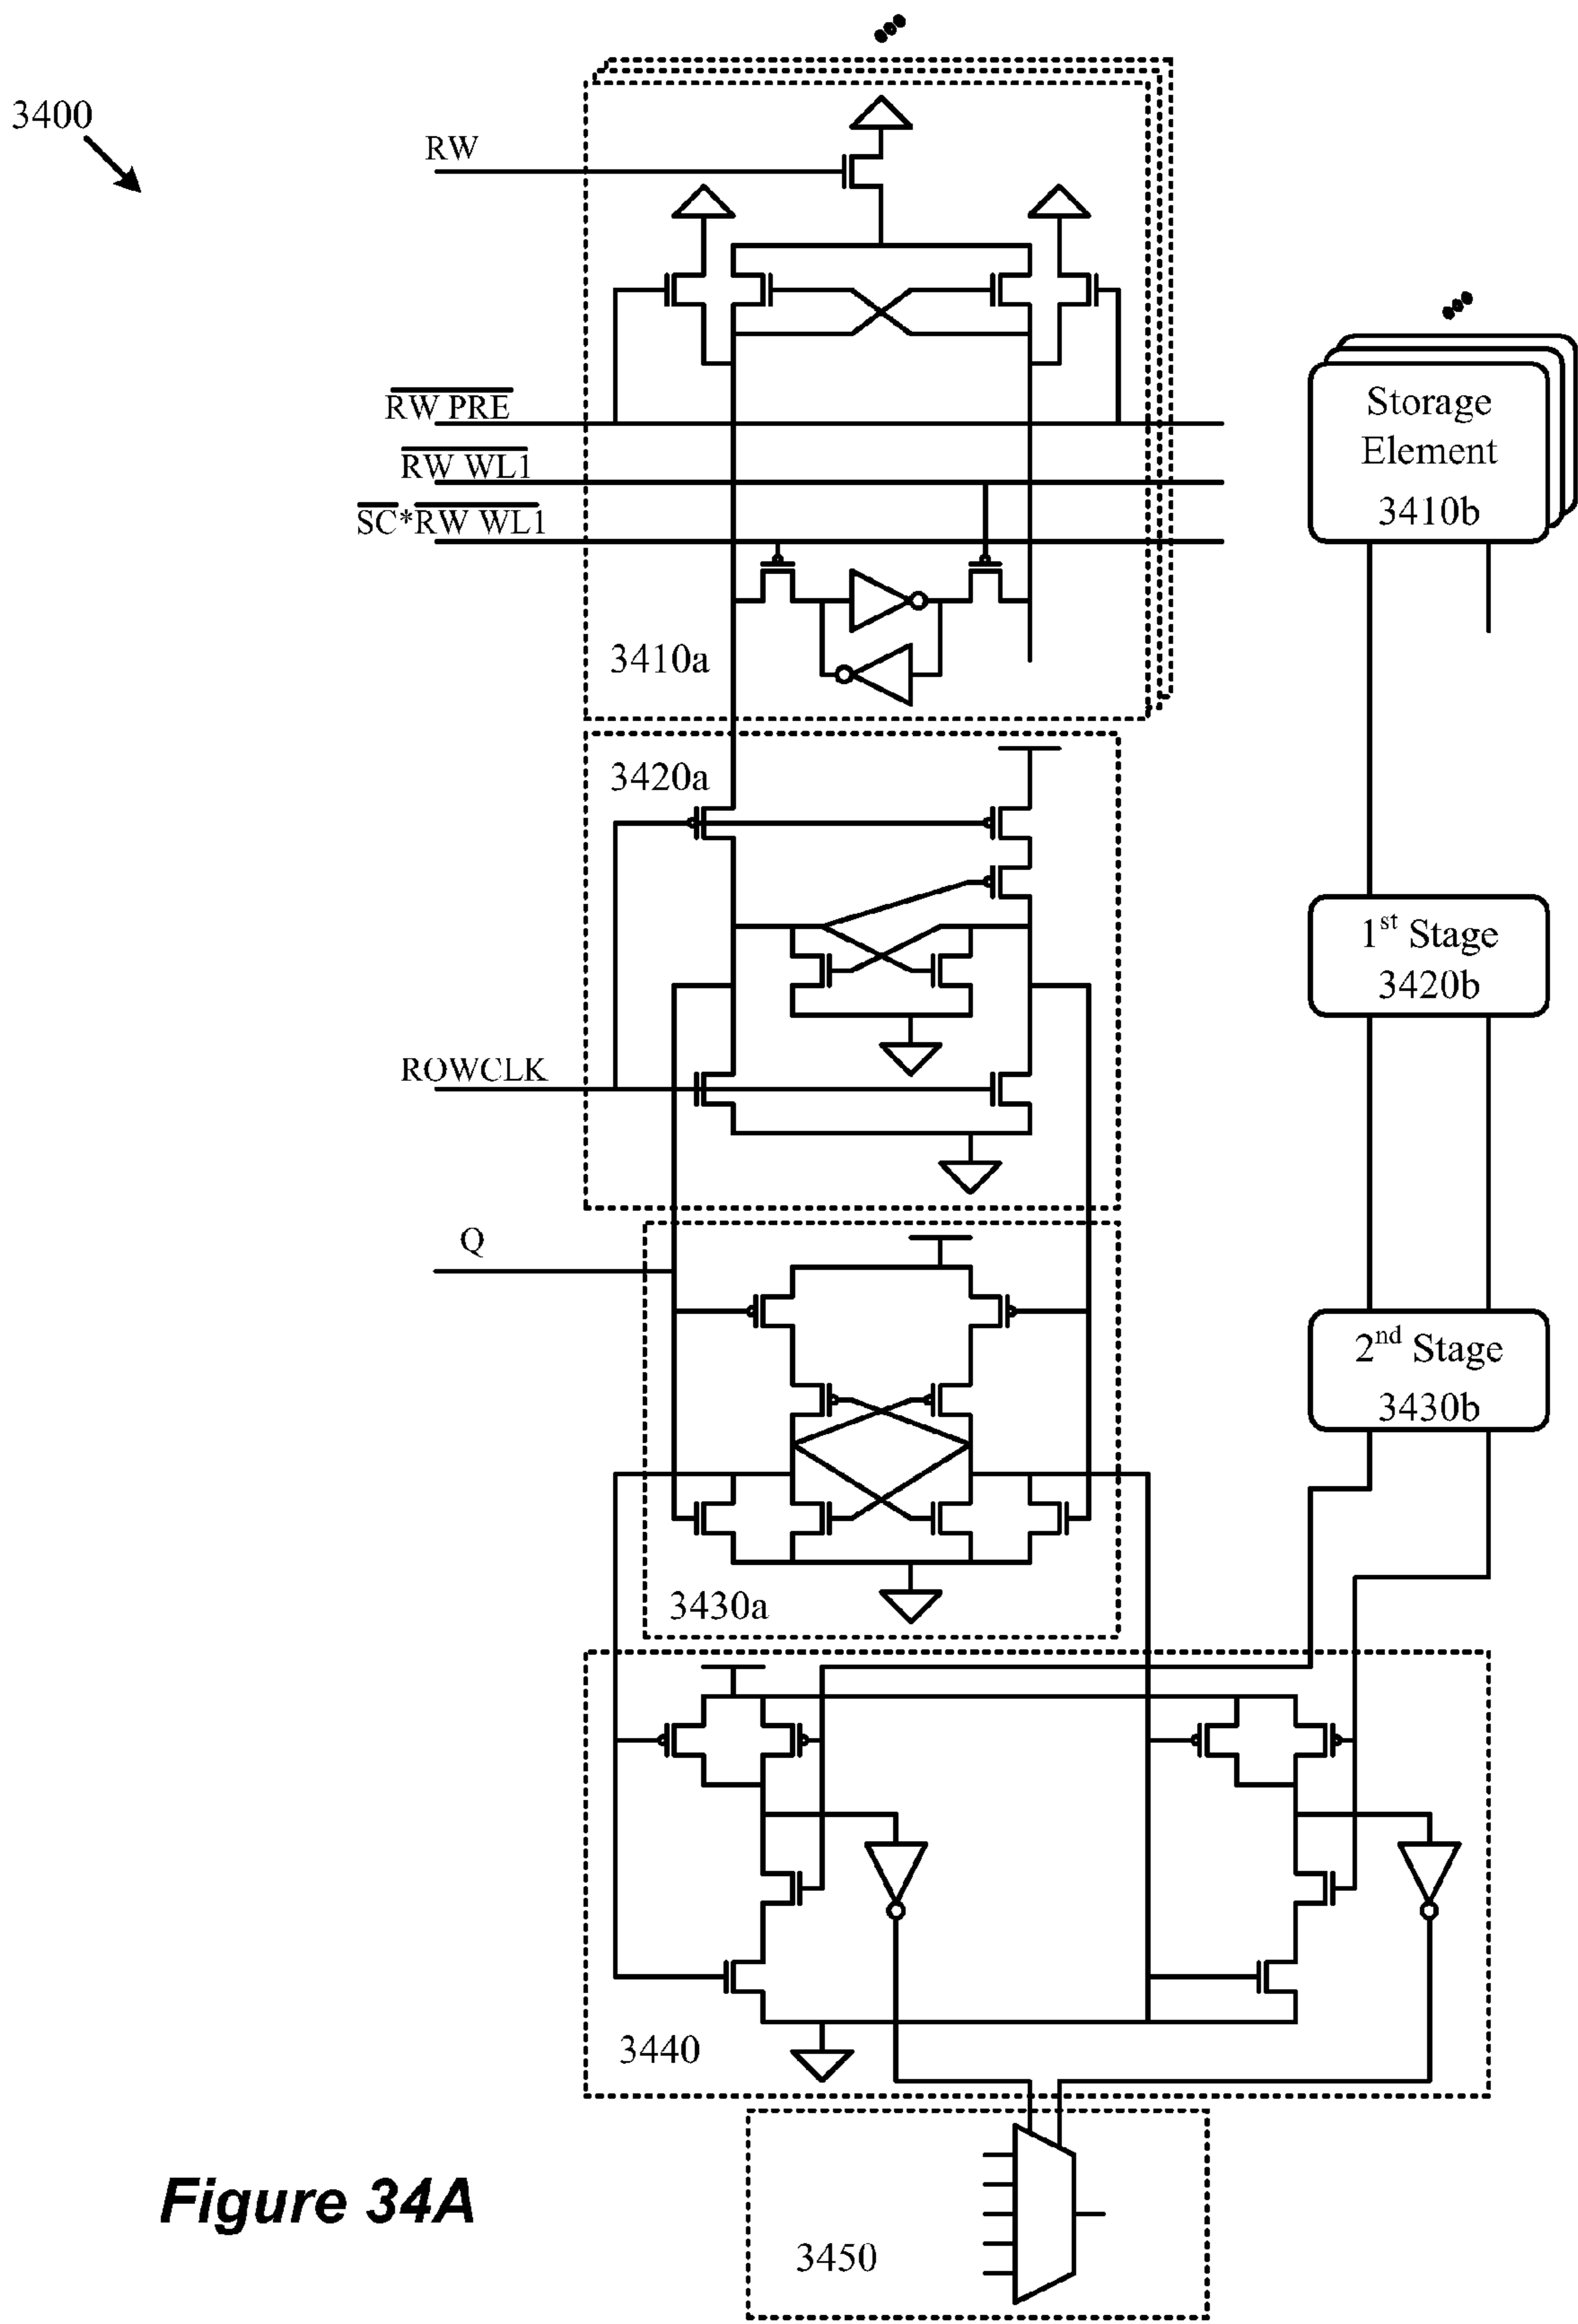 3400
RW
RW PRE
RW WL1
SC*RW WL1
3410a
Storage
Element
3410b
3420a
1st Stage
3420b
ROWCLK
Q
2nd Stage
3430b
3430a
3440
Figure 34A
3450